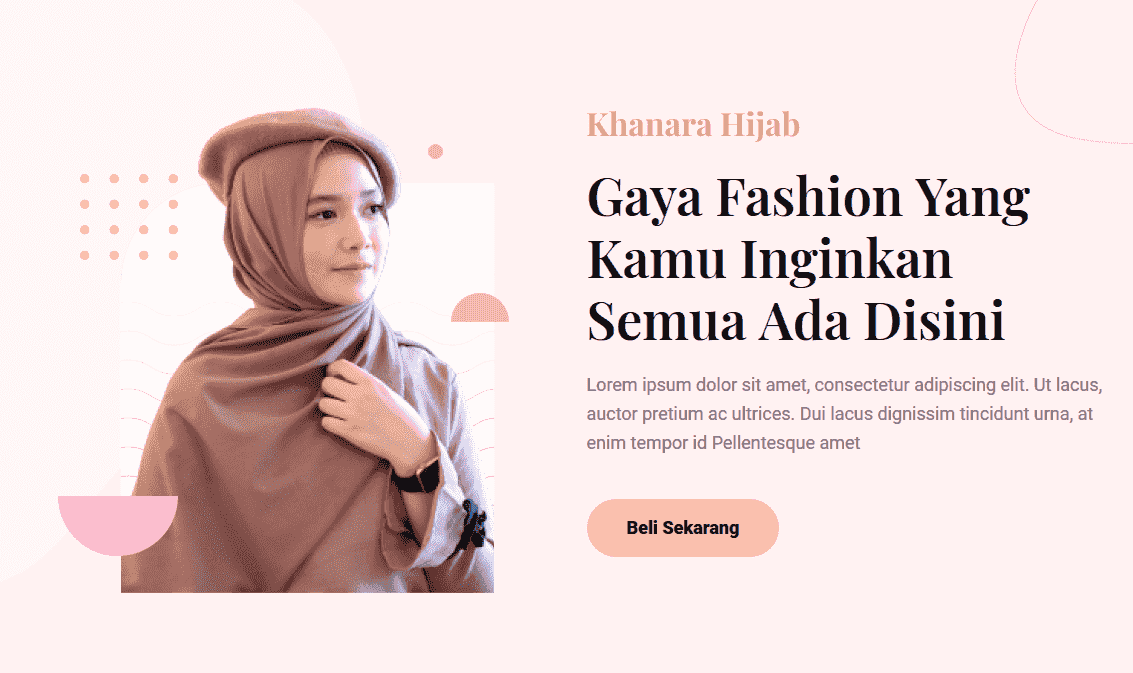 Khanara Hijab
Gaya Fashion Yang
Kamu Inginkan
Semua Ada Disini
Lorem ipsum dolor sit amet, consectetur adipiscing elit. Ut lacus,
auctor pretium ac ultrices. Dui lacus dignissim tincidunt urna, at
enim tempor id Pellentesque amet
Beli Sekarang